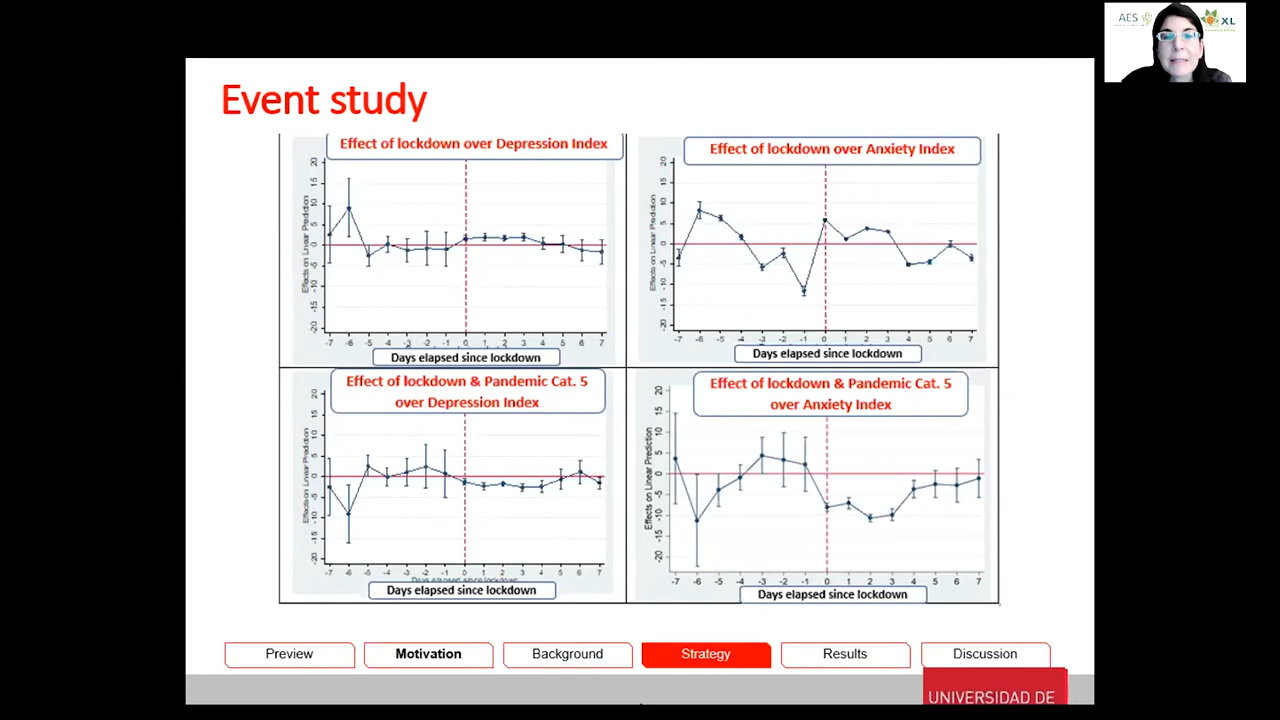 AES
XL
Event study
Effect of lockdown over Depression Index
Effects on Linear Prediction
20
15
10
5
0
-5
-10
-15
-20
-7 -6 -5 -4 -3 -2 -1 0 1 2 3 4 5 6 7
Days elapsed since lockdown
Effect of lockdown over Anxiety Index
Effects on Linear Prediction
20
15
10
5
0
-5
-10
-15
-20
-7 -6 -5 -4 -3 -2 -1 0 1 2 3 4 5 6 7
Days elapsed since lockdown
Effect of lockdown & Pandemic Cat. 5
over Depression Index
Effects on Linear Prediction
20
15
10
5
0
-5
-10
-15
-20
-7 -6 -5 -4 -3 -2 -1 0 1 2 3 4 5 6 7
Days elapsed since lockdown
Days elapsed since lockdown
Effect of lockdown & Pandemic Cat. 5
over Anxiety Index
Effects on Linear Prediction
20
15
10
5
0
-5
-10
-15
-20
-7 -6 -5 -4 -3 -2 -1 0 1 2 3 4 5 6 7
Days elapsed since lockdown
Preview
Motivation
Background
Strategy
Results
Discussion
UNIVERSIDAD DE